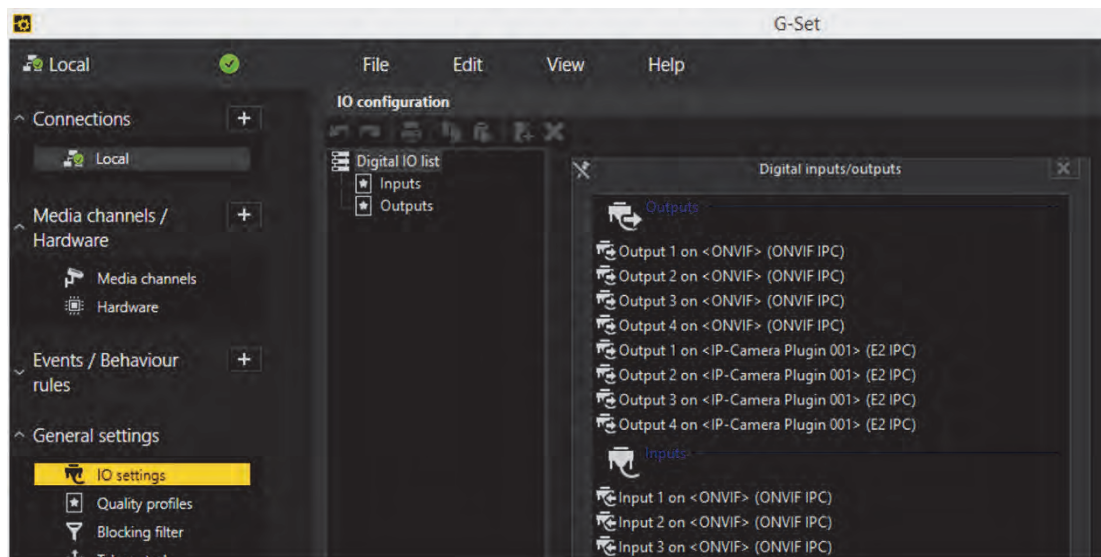 G-Set
Local
File Edit View Help
IO configuration
Connections +
Local
Media channels /
Hardware
+
Media channels
Hardware
Events / Behaviour
rules
+
General settings
IO settings
Quality profiles
Blocking filter
Digital IO list
Inputs
Outputs
Digital inputs/outputs
Outputs
Output 1 on <ONVIF> (ONVIF IPC)
Output 2 on <ONVIF> (ONVIF IPC)
Output 3 on <ONVIF> (ONVIF IPC)
Output 4 on <ONVIF> (ONVIF IPC)
Output 1 on <IP-Camera Plugin 001> (E2 IPC)
Output 2 on <IP-Camera Plugin 001> (E2 IPC)
Output 3 on <IP-Camera Plugin 001> (E2 IPC)
Output 4 on <IP-Camera Plugin 001> (E2 IPC)
Inputs
Input 1 on <ONVIF> (ONVIF IPC)
Input 2 on <ONVIF> (ONVIF IPC)
Input 3 on <ONVIF> (ONVIF IPC)